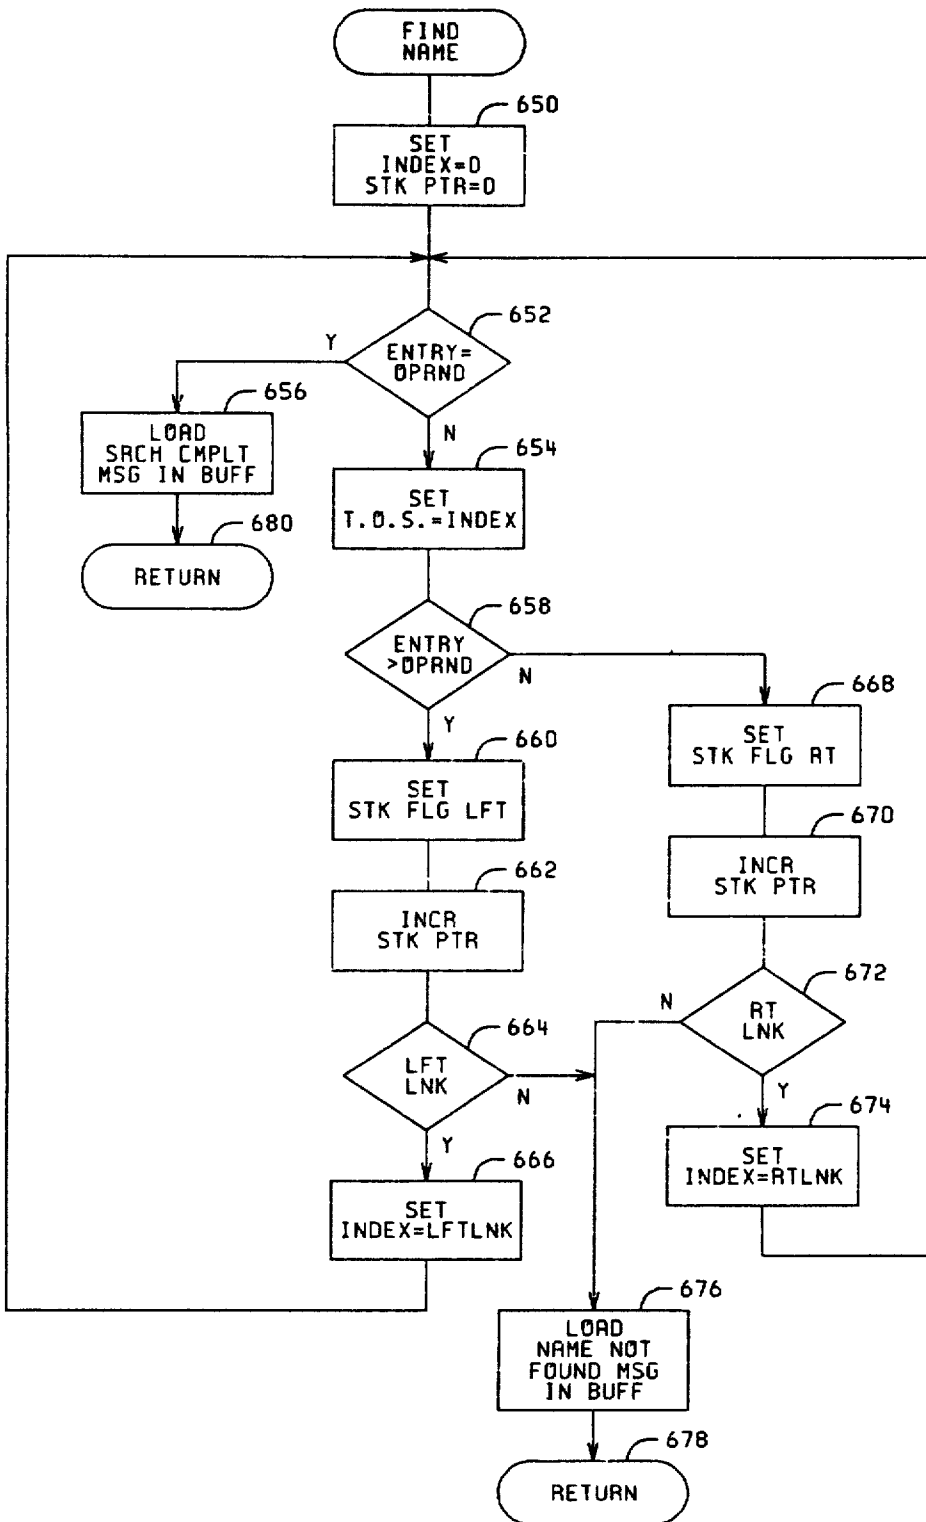 FIND
NAME
650
SET
INDEX=0
STK PTR=0
652
Y
ENTRY=
OPRND
656
N
LOAD
SRCH CMPLT
MSG IN BUFF
654
SET
T.O.S.=INDEX
680
RETURN
658
ENTRY
>OPRND
N
Y
668
SET
STK FLG RT
660
SET
STK FLG LFT
670
INCR
STK PTR
662
INCR
STK PTR
672
N
RT
LNK
664
LFT
LNK
N
Y
674
Y
SET
INDEX=RTLNK
666
SET
INDEX=LFTLNK
676
LOAD
NAME NOT
FOUND MSG
IN BUFF
678
RETURN